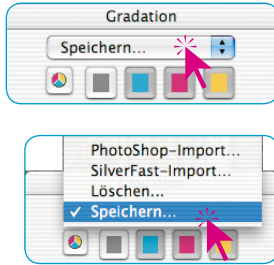 Gradation
Speichern...
PhotoShop-Import...
SilverFast-Import...
Löschen...
✓ Speichern...